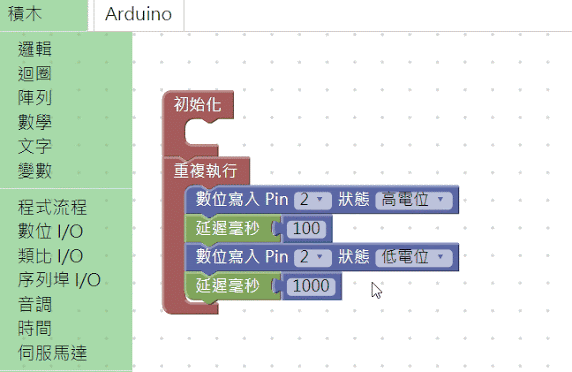 積木 Arduino
邏輯
迴圈
陣列
數學
文字
變數
程式流程
數位 I/O
類比 I/O
序列埠 I/O
音調
時間
伺服馬達
初始化
重複執行
數位寫入 Pin 2 狀態 高電位
延遲毫秒 100
數位寫入 Pin 2 狀態 低電位
延遲毫秒 1000